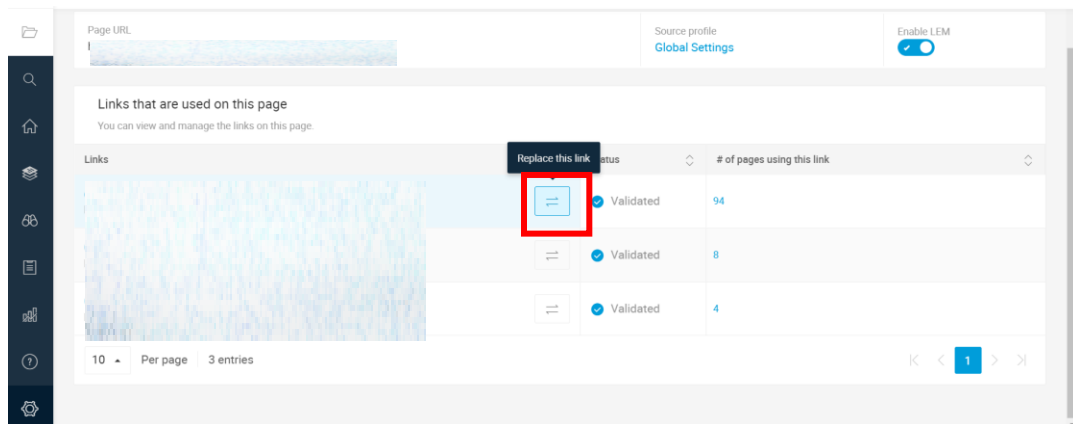 Page URL
Source profile
Enable LEM
Global Settings
Links that are used on this page
You can view and manage the links on this page.
Links
Replace this link
atus
# of pages using this link
Validated
94
Validated
8
Validated
4
10
Per page
3 entries
1